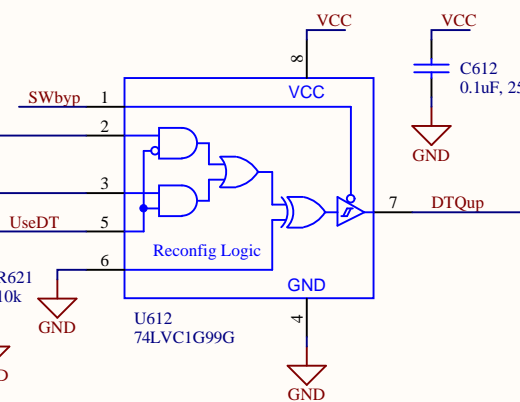 VCC
VCC
8
VCC
C612
0.1uF, 25
SWbyp
1
2
GND
3
7
DTQup
UseDT
5
Reconfig Logic
6
R621
10k
GND
GND
U612
74LVC1G99G
4
GND